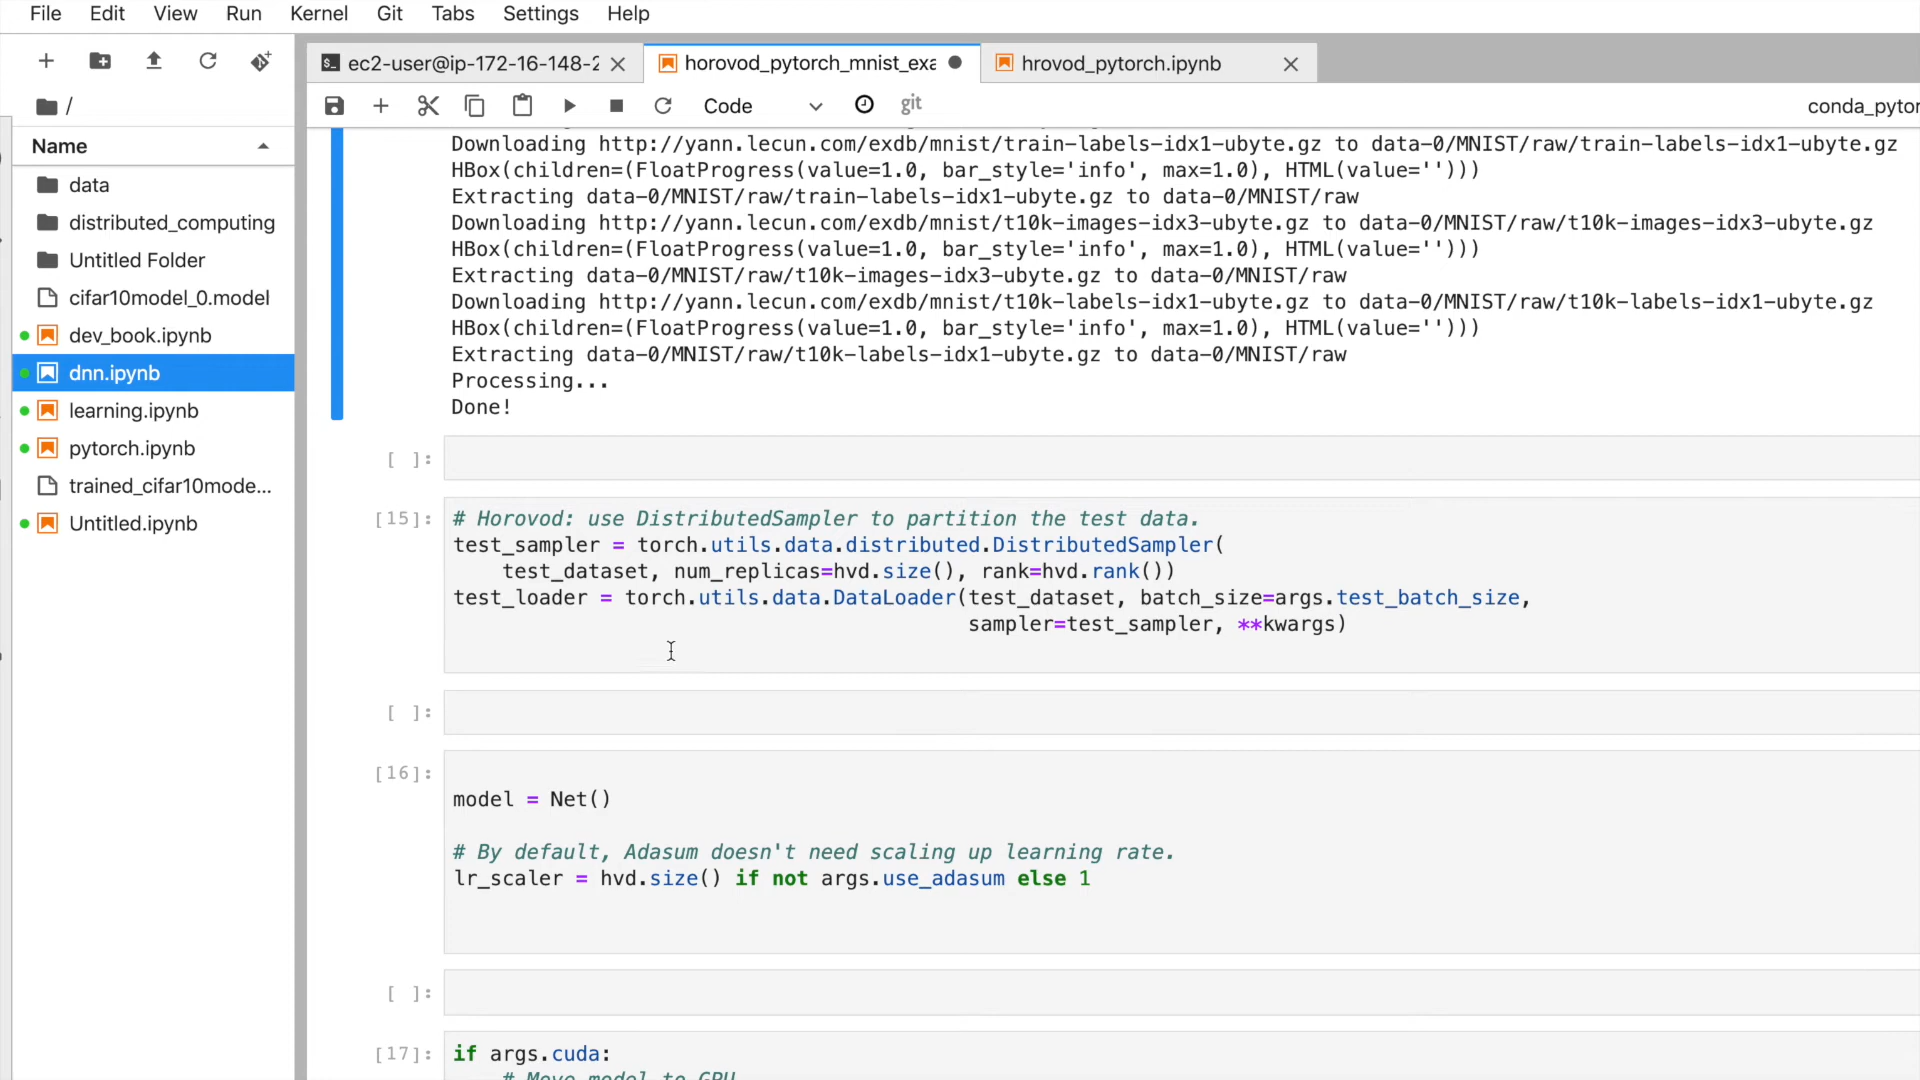 File Edit View Run Kernel Git Tabs Settings Help
ec2-user@ip-172-16-148-2
horovod_pytorch_mnist_exa
hrovod_pytorch.ipynb
/
Code
git
conda_pytor
Name
data
distributed_computing
Untitled Folder
cifar10model_0.model
dev_book.ipynb
dnn.ipynb
learning.ipynb
pytorch.ipynb
trained_cifar10mode...
Untitled.ipynb
Downloading http://yann.lecun.com/exdb/mnist/train-labels-idx1-ubyte.gz to data-0/MNIST/raw/train-labels-idx1-ubyte.gz
HBox(children=(FloatProgress(value=1.0, bar_style='info', max=1.0), HTML(value='')))
Extracting data-0/MNIST/raw/train-labels-idx1-ubyte.gz to data-0/MNIST/raw
Downloading http://yann.lecun.com/exdb/mnist/t10k-images-idx3-ubyte.gz to data-0/MNIST/raw/t10k-images-idx3-ubyte.gz
HBox(children=(FloatProgress(value=1.0, bar_style='info', max=1.0), HTML(value='')))
Extracting data-0/MNIST/raw/t10k-images-idx3-ubyte.gz to data-0/MNIST/raw
Downloading http://yann.lecun.com/exdb/mnist/t10k-labels-idx1-ubyte.gz to data-0/MNIST/raw/t10k-labels-idx1-ubyte.gz
HBox(children=(FloatProgress(value=1.0, bar_style='info', max=1.0), HTML(value='')))
Extracting data-0/MNIST/raw/t10k-labels-idx1-ubyte.gz to data-0/MNIST/raw
Processing...
Done!
[ ]:
[15]: # Horovod: use DistributedSampler to partition the test data.
test_sampler = torch.utils.data.distributed.DistributedSampler(
    test_dataset, num_replicas=hvd.size(), rank=hvd.rank())
test_loader = torch.utils.data.DataLoader(test_dataset, batch_size=args.test_batch_size,
                                          sampler=test_sampler, **kwargs)
[ ]:
[16]:
model = Net()
# By default, Adasum doesn't need scaling up learning rate.
lr_scaler = hvd.size() if not args.use_adasum else 1
[ ]:
[17]: if args.cuda:
    # Move model to GPU